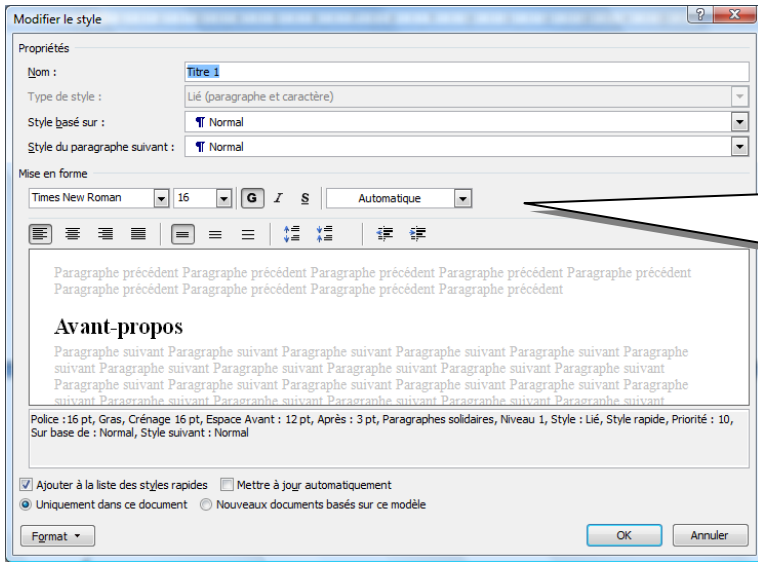 Modifier le style
Propriétés
Nom : Titre 1
Type de style : Lié (paragraphe et caractère)
Style basé sur : ¶ Normal
Style du paragraphe suivant : ¶ Normal
Mise en forme
Times New Roman 16 G I S Automatique
Paragraphe précédent Paragraphe précédent Paragraphe précédent Paragraphe précédent Paragraphe précédent
Paragraphe précédent Paragraphe précédent Paragraphe précédent Paragraphe précédent
Avant-propos
Paragraphe suivant Paragraphe suivant Paragraphe suivant Paragraphe suivant Paragraphe suivant Paragraphe
suivant Paragraphe suivant Paragraphe suivant Paragraphe suivant Paragraphe suivant Paragraphe suivant
Paragraphe suivant Paragraphe suivant Paragraphe suivant Paragraphe suivant Paragraphe suivant Paragraphe
suivant Paragraphe suivant Paragraphe suivant Paragraphe suivant Paragraphe suivant Paragraphe suivant
Police :16 pt, Gras, Crénage 16 pt, Espace Avant : 12 pt, Après : 3 pt, Paragraphes solidaires, Niveau 1, Style : Lié, Style rapide, Priorité : 10,
Sur base de : Normal, Style suivant : Normal
Ajouter à la liste des styles rapides Mettre à jour automatiquement
Uniquement dans ce document Nouveaux documents basés sur ce modèle
Format OK Annuler